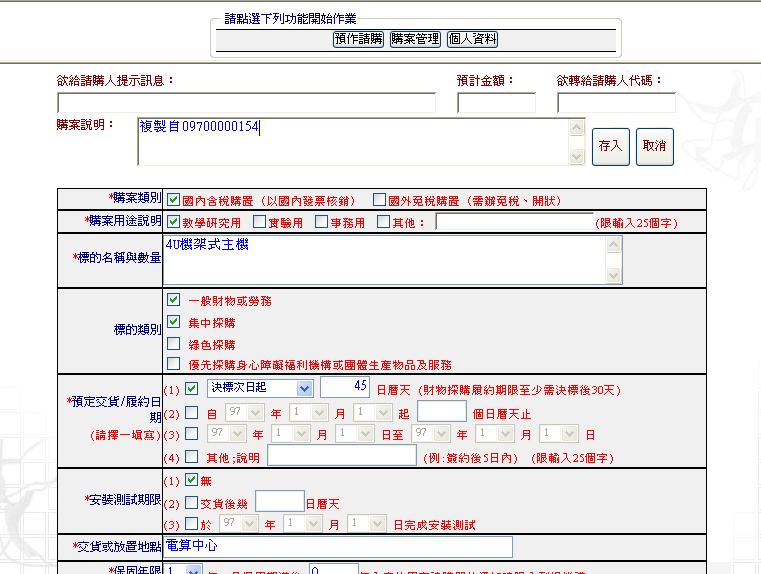 請點選下列功能開始作業
預作請購 購案管理 個人資料
欲給請購人提示訊息： 預計金額： 欲轉給請購人代碼：
購案說明： 複製自09700000154 存入 取消
*購案類別 國內含稅購置（以國內發票核銷） 國外免稅購置（需辦免稅、開狀）
*購案用途說明 教學研究用 實驗用 事務用 其他： (限輸入25個字)
*標的名稱與數量 4U機架式主機
標的類別 一般財物或勞務
集中採購
綠色採購
優先採購身心障礙福利機構或團體生產物品及服務
*預定交貨/履約日期 (1) 決標次日起 45 日曆天 (財物採購履約期限至少需決標後30天)
(2) 自 97 年 1 月 1 起 個日曆天止
(請擇一填寫) (3) 97 年 1 月 1 日至 97 年 1 月 1 日
(4) 其他;說明 (例:簽約後5日內) (限輸入25個字)
*安裝測試期限 (1) 無
(2) 交貨後幾 日曆天
(3) 於 97 年 1 月 1 日完成安裝測試
*交貨或放置地點 電算中心
*保固年限 1 0